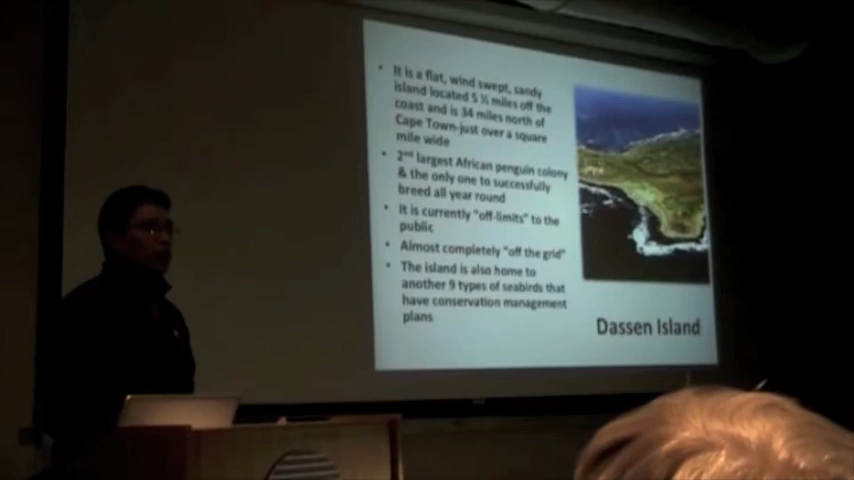 • It is a flat, wind swept, sandy
island located 5 ½ miles off the
coast and is 34 miles north of
Cape Town-just over a square
mile wide
• 2nd largest African penguin colony
& the only one to successfully
breed all year round
• It is currently "off-limits" to the
public
• Almost completely "off the grid"
• The island is also home to
another 9 types of seabirds that
have conservation management
plans
Dassen Island